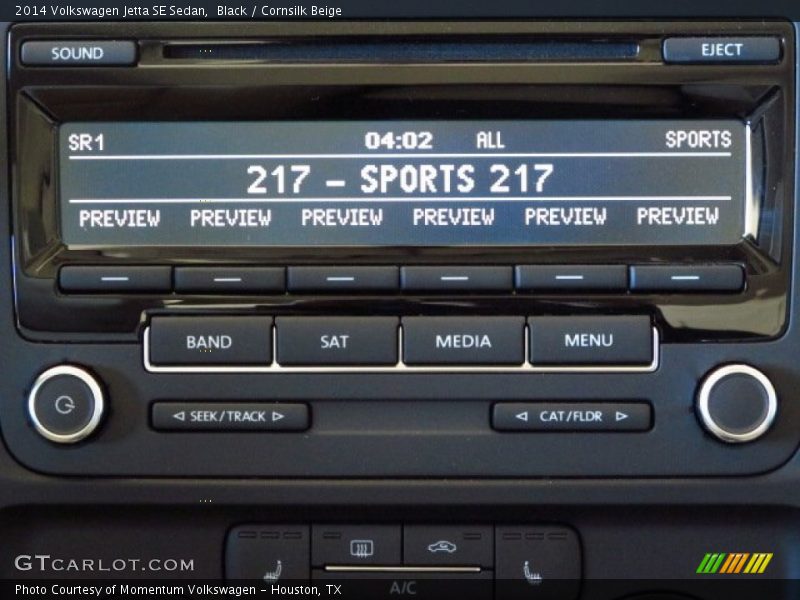 2014 Volkswagen Jetta SE Sedan,  Black / Cornsilk Beige
SOUND
EJECT
SR1 04:02 ALL SPORTS
217 - SPORTS 217
PREVIEW PREVIEW PREVIEW PREVIEW PREVIEW PREVIEW
BAND SAT MEDIA MENU
SEEK/TRACK CAT/FLDR
A/C
GTCARLOT.COM
Photo Courtesy of Momentum Volkswagen - Houston, TX